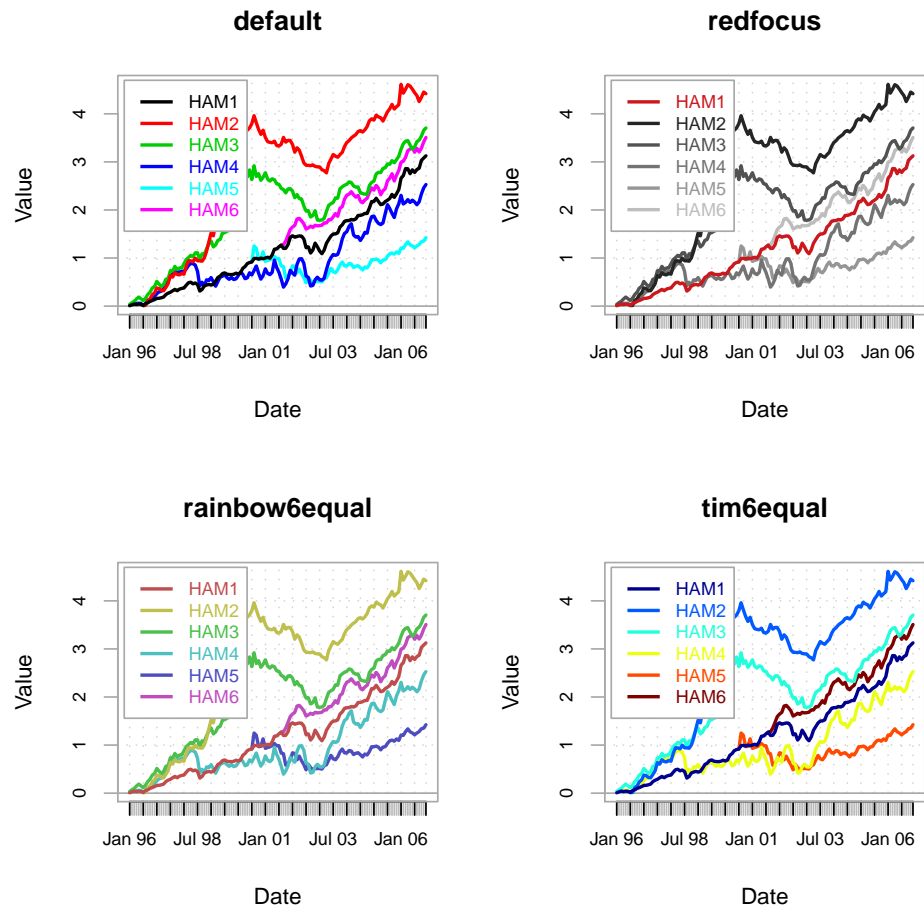 default
HAM1
HAM2
HAM3
HAM4
HAM5
HAM6
Value
4
3
2
1
0
Jan 96 Jul 98 Jan 01 Jul 03 Jan 06
Date
redfocus
HAM1
HAM2
HAM3
HAM4
HAM5
HAM6
Value
4
3
2
1
0
Jan 96 Jul 98 Jan 01 Jul 03 Jan 06
Date
rainbow6equal
HAM1
HAM2
HAM3
HAM4
HAM5
HAM6
Value
4
3
2
1
0
Jan 96 Jul 98 Jan 01 Jul 03 Jan 06
Date
tim6equal
HAM1
HAM2
HAM3
HAM4
HAM5
HAM6
Value
4
3
2
1
0
Jan 96 Jul 98 Jan 01 Jul 03 Jan 06
Date